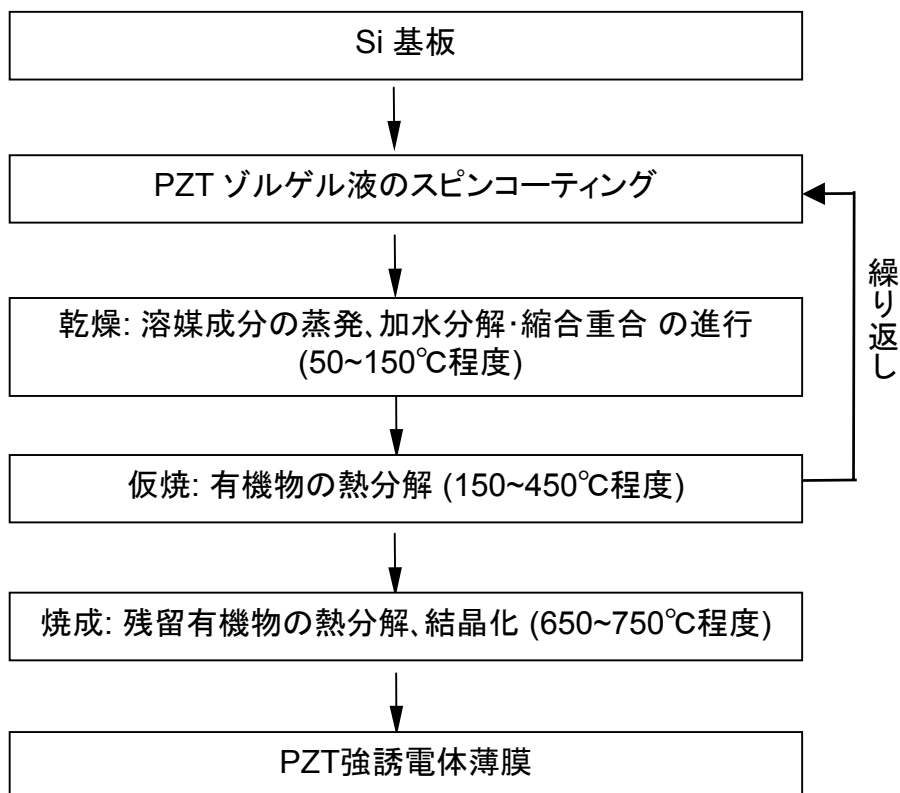 Si 基板
PZT ゾルゲル液のスピンコーティング
乾燥: 溶媒成分の蒸発、加水分解・縮合重合 の進行
(50~150℃程度)
仮焼: 有機物の熱分解 (150~450℃程度)
繰り返し
焼成: 残留有機物の熱分解、結晶化 (650~750℃程度)
PZT強誘電体薄膜